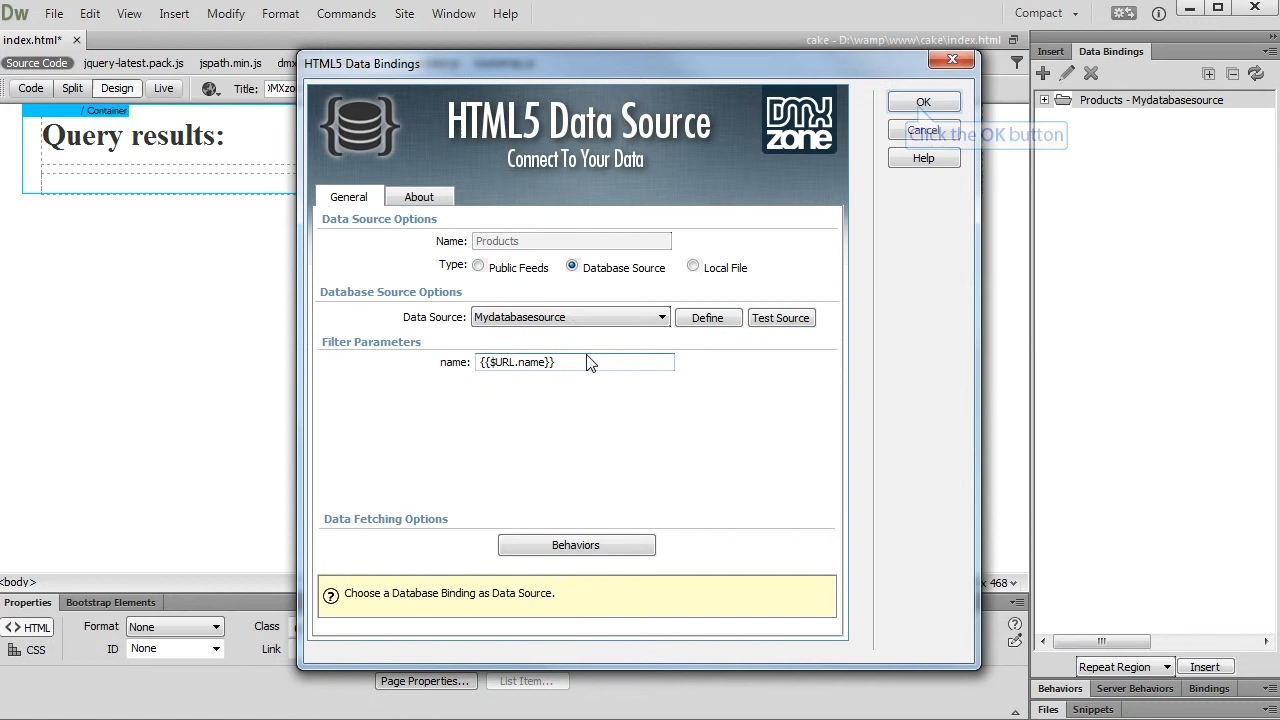 Dw File Edit View Insert Modify Format Commands Site Window Help Compact
index.html* cake - D:\wamp\www\cake\index.html
Source Code jquery-latest.pack.js jspath.m
Code Split Design Live Title: DMXzo
/ Container
Query results:
<body>
x 468
Properties Bootstrap Elements
HTML Format None Class
CSS ID None Link
Page Properties... List Item...
HTML5 Data Bindings
HTML5 Data Source
Connect To Your Data
DMX zone
General About
Data Source Options
Name: Products
Type: Public Feeds Database Source Local File
Database Source Options
Data Source: Mydatabasesource Define Test Source
Filter Parameters
name: {{$URL.name}}
Data Fetching Options
Behaviors
Choose a Database Binding as Data Source.
OK
Cancel
Click the OK button
Help
Insert Data Bindings
Products - Mydatabasesource
Repeat Region Insert
Behaviors Server Behaviors Bindings
Files Snippets